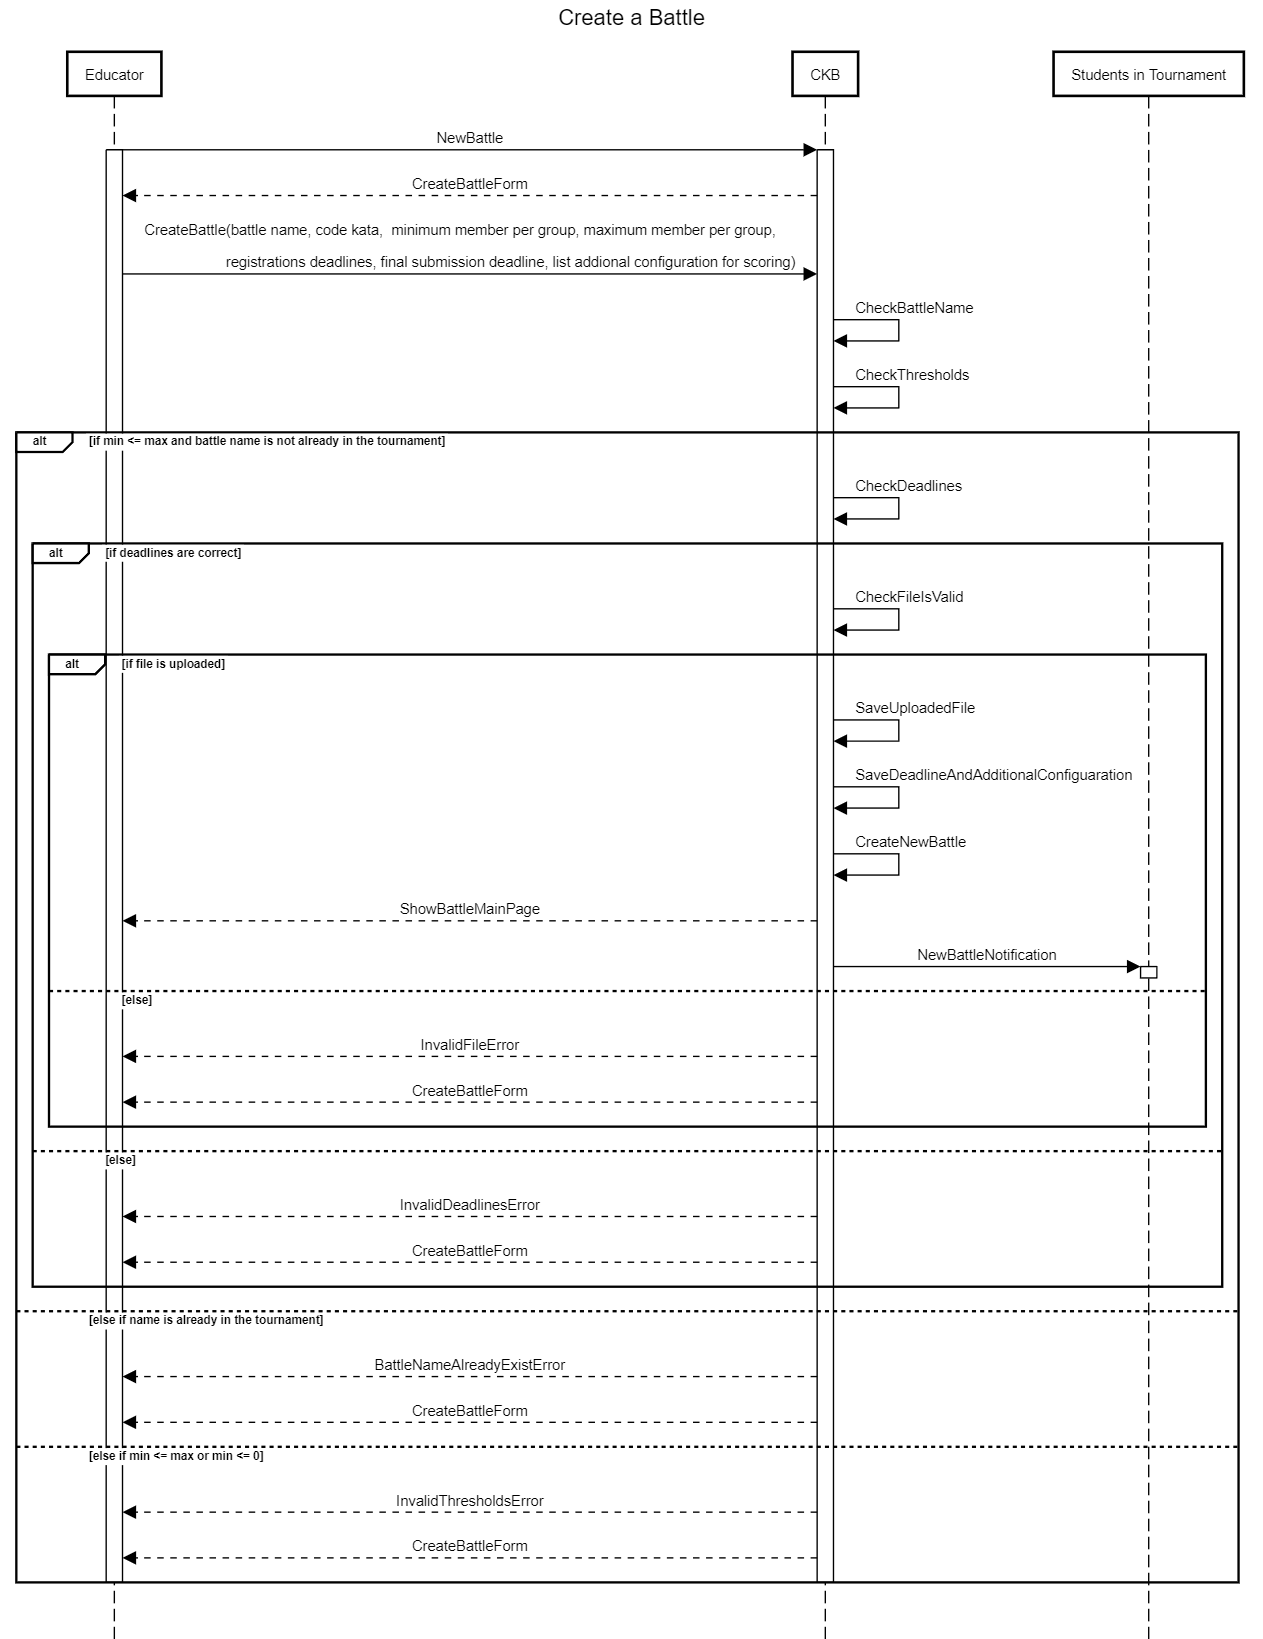 Create a Battle
Educator
CKB
Students in Tournament
NewBattle
CreateBattleForm
CreateBattle(battle name, code kata,  minimum member per group, maximum member per group,
registrations deadlines, final submission deadline, list addional configuration for scoring)
CheckBattleName
CheckThresholds
alt
[if min <= max and battle name is not already in the tournament]
CheckDeadlines
alt
[if deadlines are correct]
CheckFileIsValid
alt
[if file is uploaded]
SaveUploadedFile
SaveDeadlineAndAdditionalConfiguaration
CreateNewBattle
ShowBattleMainPage
NewBattleNotification
[else]
InvalidFileError
CreateBattleForm
[else]
InvalidDeadlinesError
CreateBattleForm
[else if name is already in the tournament]
BattleNameAlreadyExistError
CreateBattleForm
[else if min <= max or min <= 0]
InvalidThresholdsError
CreateBattleForm